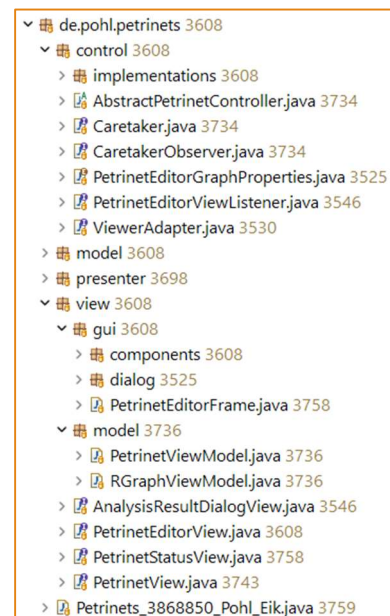 de.pohl.petrinets 3608
control 3608
implementations 3608
AbstractPetrinetController.java 3734
Caretaker.java 3734
CaretakerObserver.java 3734
PetrinetEditorGraphProperties.java 3525
PetrinetEditorViewListener.java 3546
ViewerAdapter.java 3530
model 3608
presenter 3698
view 3608
gui 3608
components 3608
dialog 3525
PetrinetEditorFrame.java 3758
model 3736
PetrinetViewModel.java 3736
RGraphViewModel.java 3736
AnalysisResultDialogView.java 3546
PetrinetEditorView.java 3608
PetrinetStatusView.java 3758
PetrinetView.java 3743
Petrinets_3868850_Pohl_Eik.java 3759